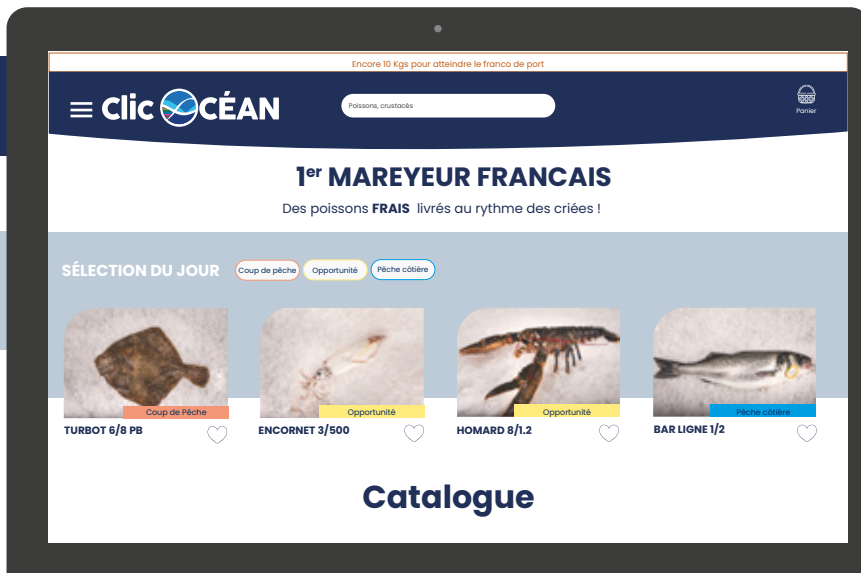 Encore 10 Kgs pour atteindre le franco de port
Clic OCÉAN
Poissons, crustacés
Panier
1er MAREYEUR FRANCAIS
Des poissons FRAIS livrés au rythme des criées !
SÉLECTION DU JOUR
Coup de pêche
Opportunité
Pêche côtière
Coup de Pêche
Opportunité
Opportunité
Pêche côtière
TURBOT 6/8 PB
ENCORNET 3/500
HOMARD 8/1.2
BAR LIGNE 1/2
Catalogue